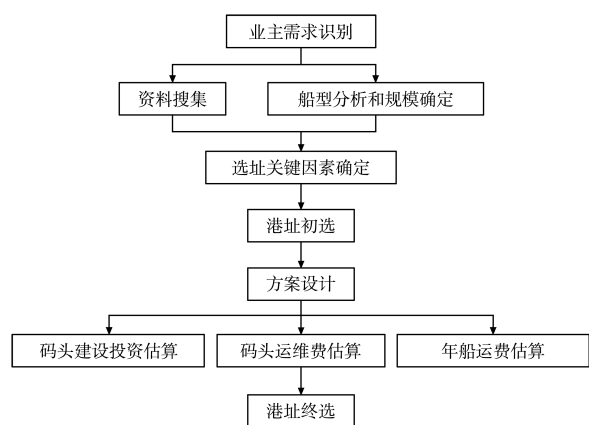 业主需求识别
资料搜集
船型分析和规模确定
选址关键因素确定
港址初选
方案设计
码头建设投资估算
码头运维费估算
年船运费估算
港址终选